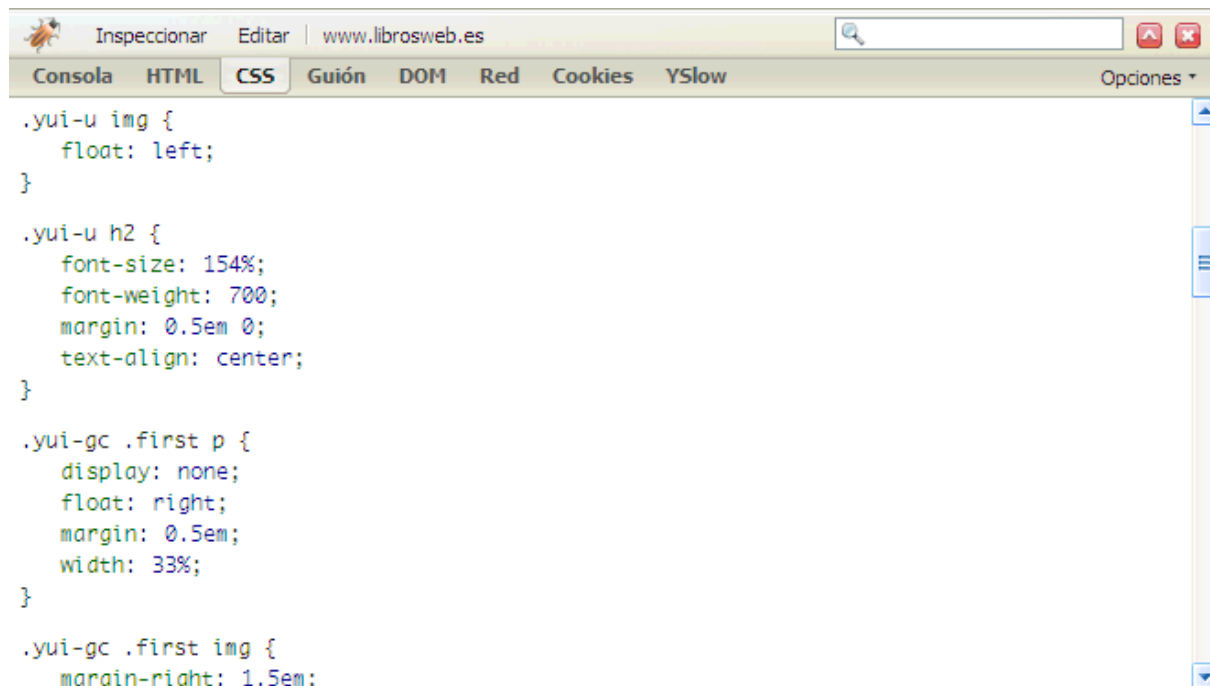 Inspeccionar Editar www.librosweb.es
Consola HTML CSS Guión DOM Red Cookies YSlow Opciones
.yui-u img {
float: left;
}
.yui-u h2 {
font-size: 154%;
font-weight: 700;
margin: 0.5em 0;
text-align: center;
}
.yui-gc .first p {
display: none;
float: right;
margin: 0.5em;
width: 33%;
}
.yui-gc .first img {
margin-right: 1.5em;